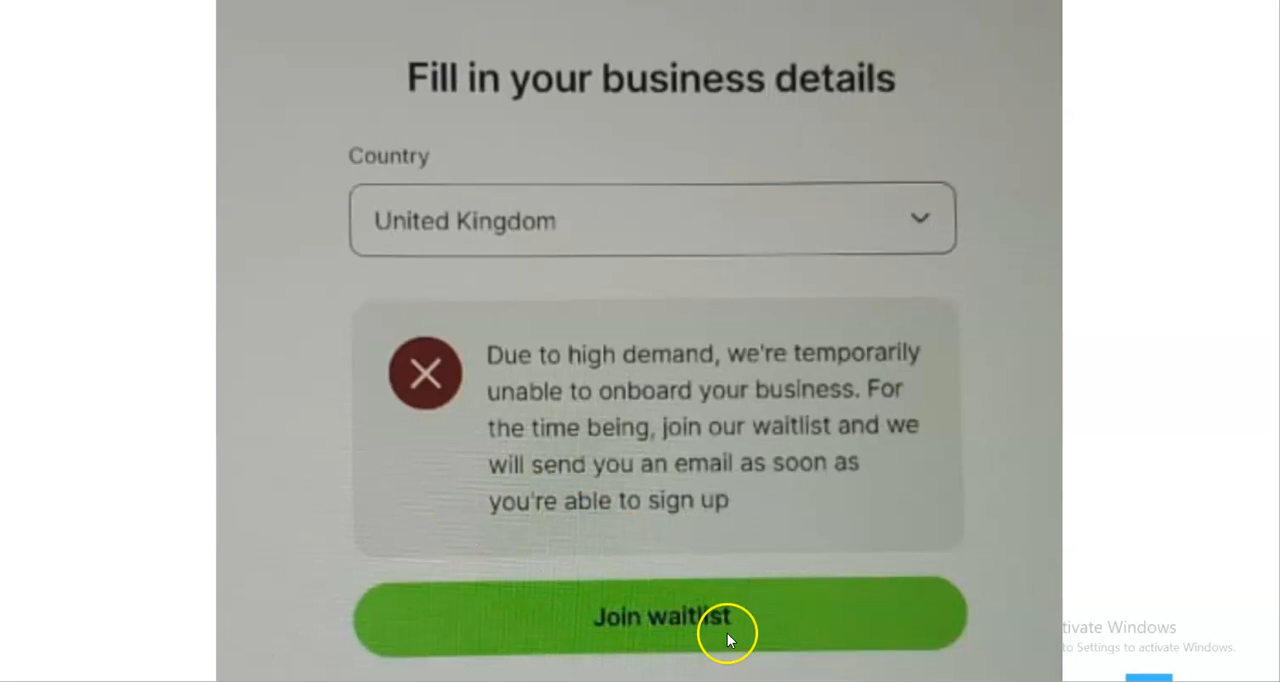 Fill in your business details
Country
United Kingdom
Due to high demand, we're temporarily
unable to onboard your business. For
the time being, join our waitlist and we
will send you an email as soon as
you're able to sign up
Join waitlist
tivate Windows
to Settings to activate Windows.